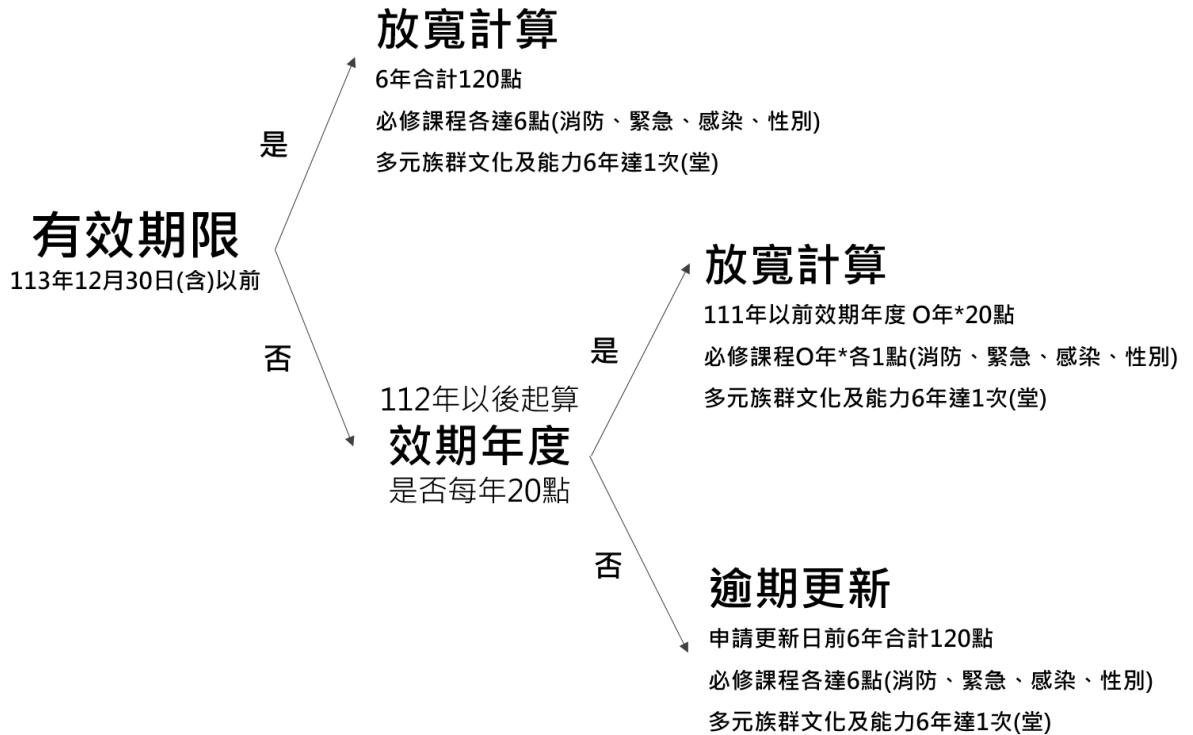 放寬計算
6年合計120點
必修課程各達6點(消防、緊急、感染、性別)
多元族群文化及能力6年達1次(堂)
是
有效期限
113年12月30日(含)以前
否
112年以後起算
效期年度
是否每年20點
是
放寬計算
111年以前效期年度 O年*20點
必修課程O年*各1點(消防、緊急、感染、性別)
多元族群文化及能力6年達1次(堂)
否
逾期更新
申請更新日前6年合計120點
必修課程各達6點(消防、緊急、感染、性別)
多元族群文化及能力6年達1次(堂)